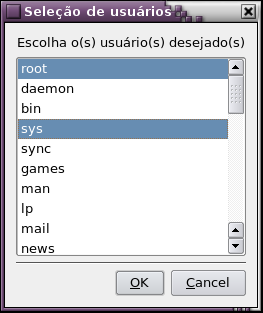 Seleção de usuários
Escolha o(s) usuário(s) desejado(s)
root
daemon
bin
sys
sync
games
man
lp
mail
news
OK
Cancel